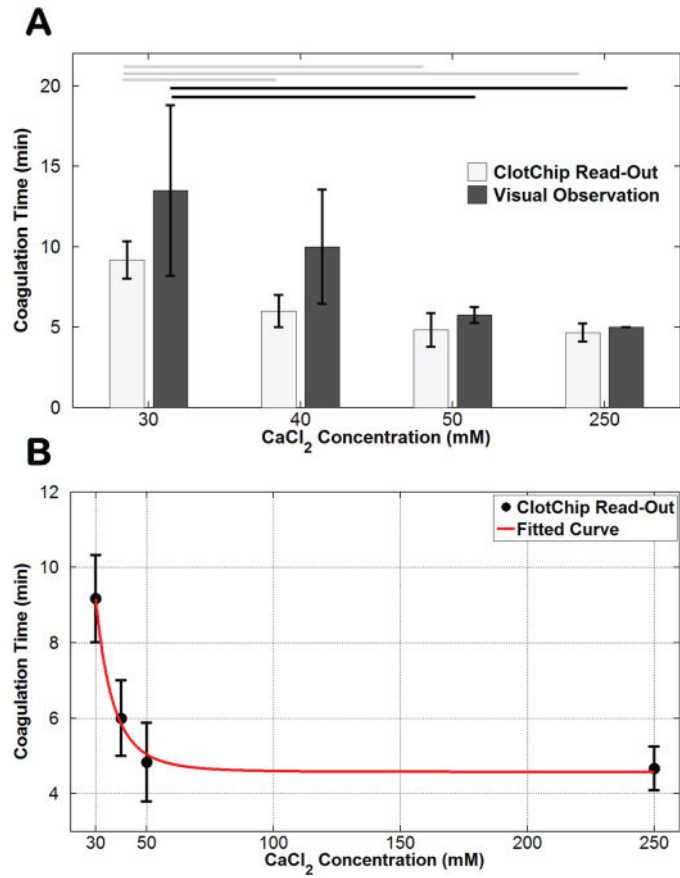 A
Coagulation Time (min)
20
15
10
5
0
ClotChip Read-Out
Visual Observation
30 40 50 250
CaCl2 Concentration (mM)
B
Coagulation Time (min)
12
10
8
6
4
ClotChip Read-Out
Fitted Curve
30 50 100 150 200 250
CaCl2 Concentration (mM)